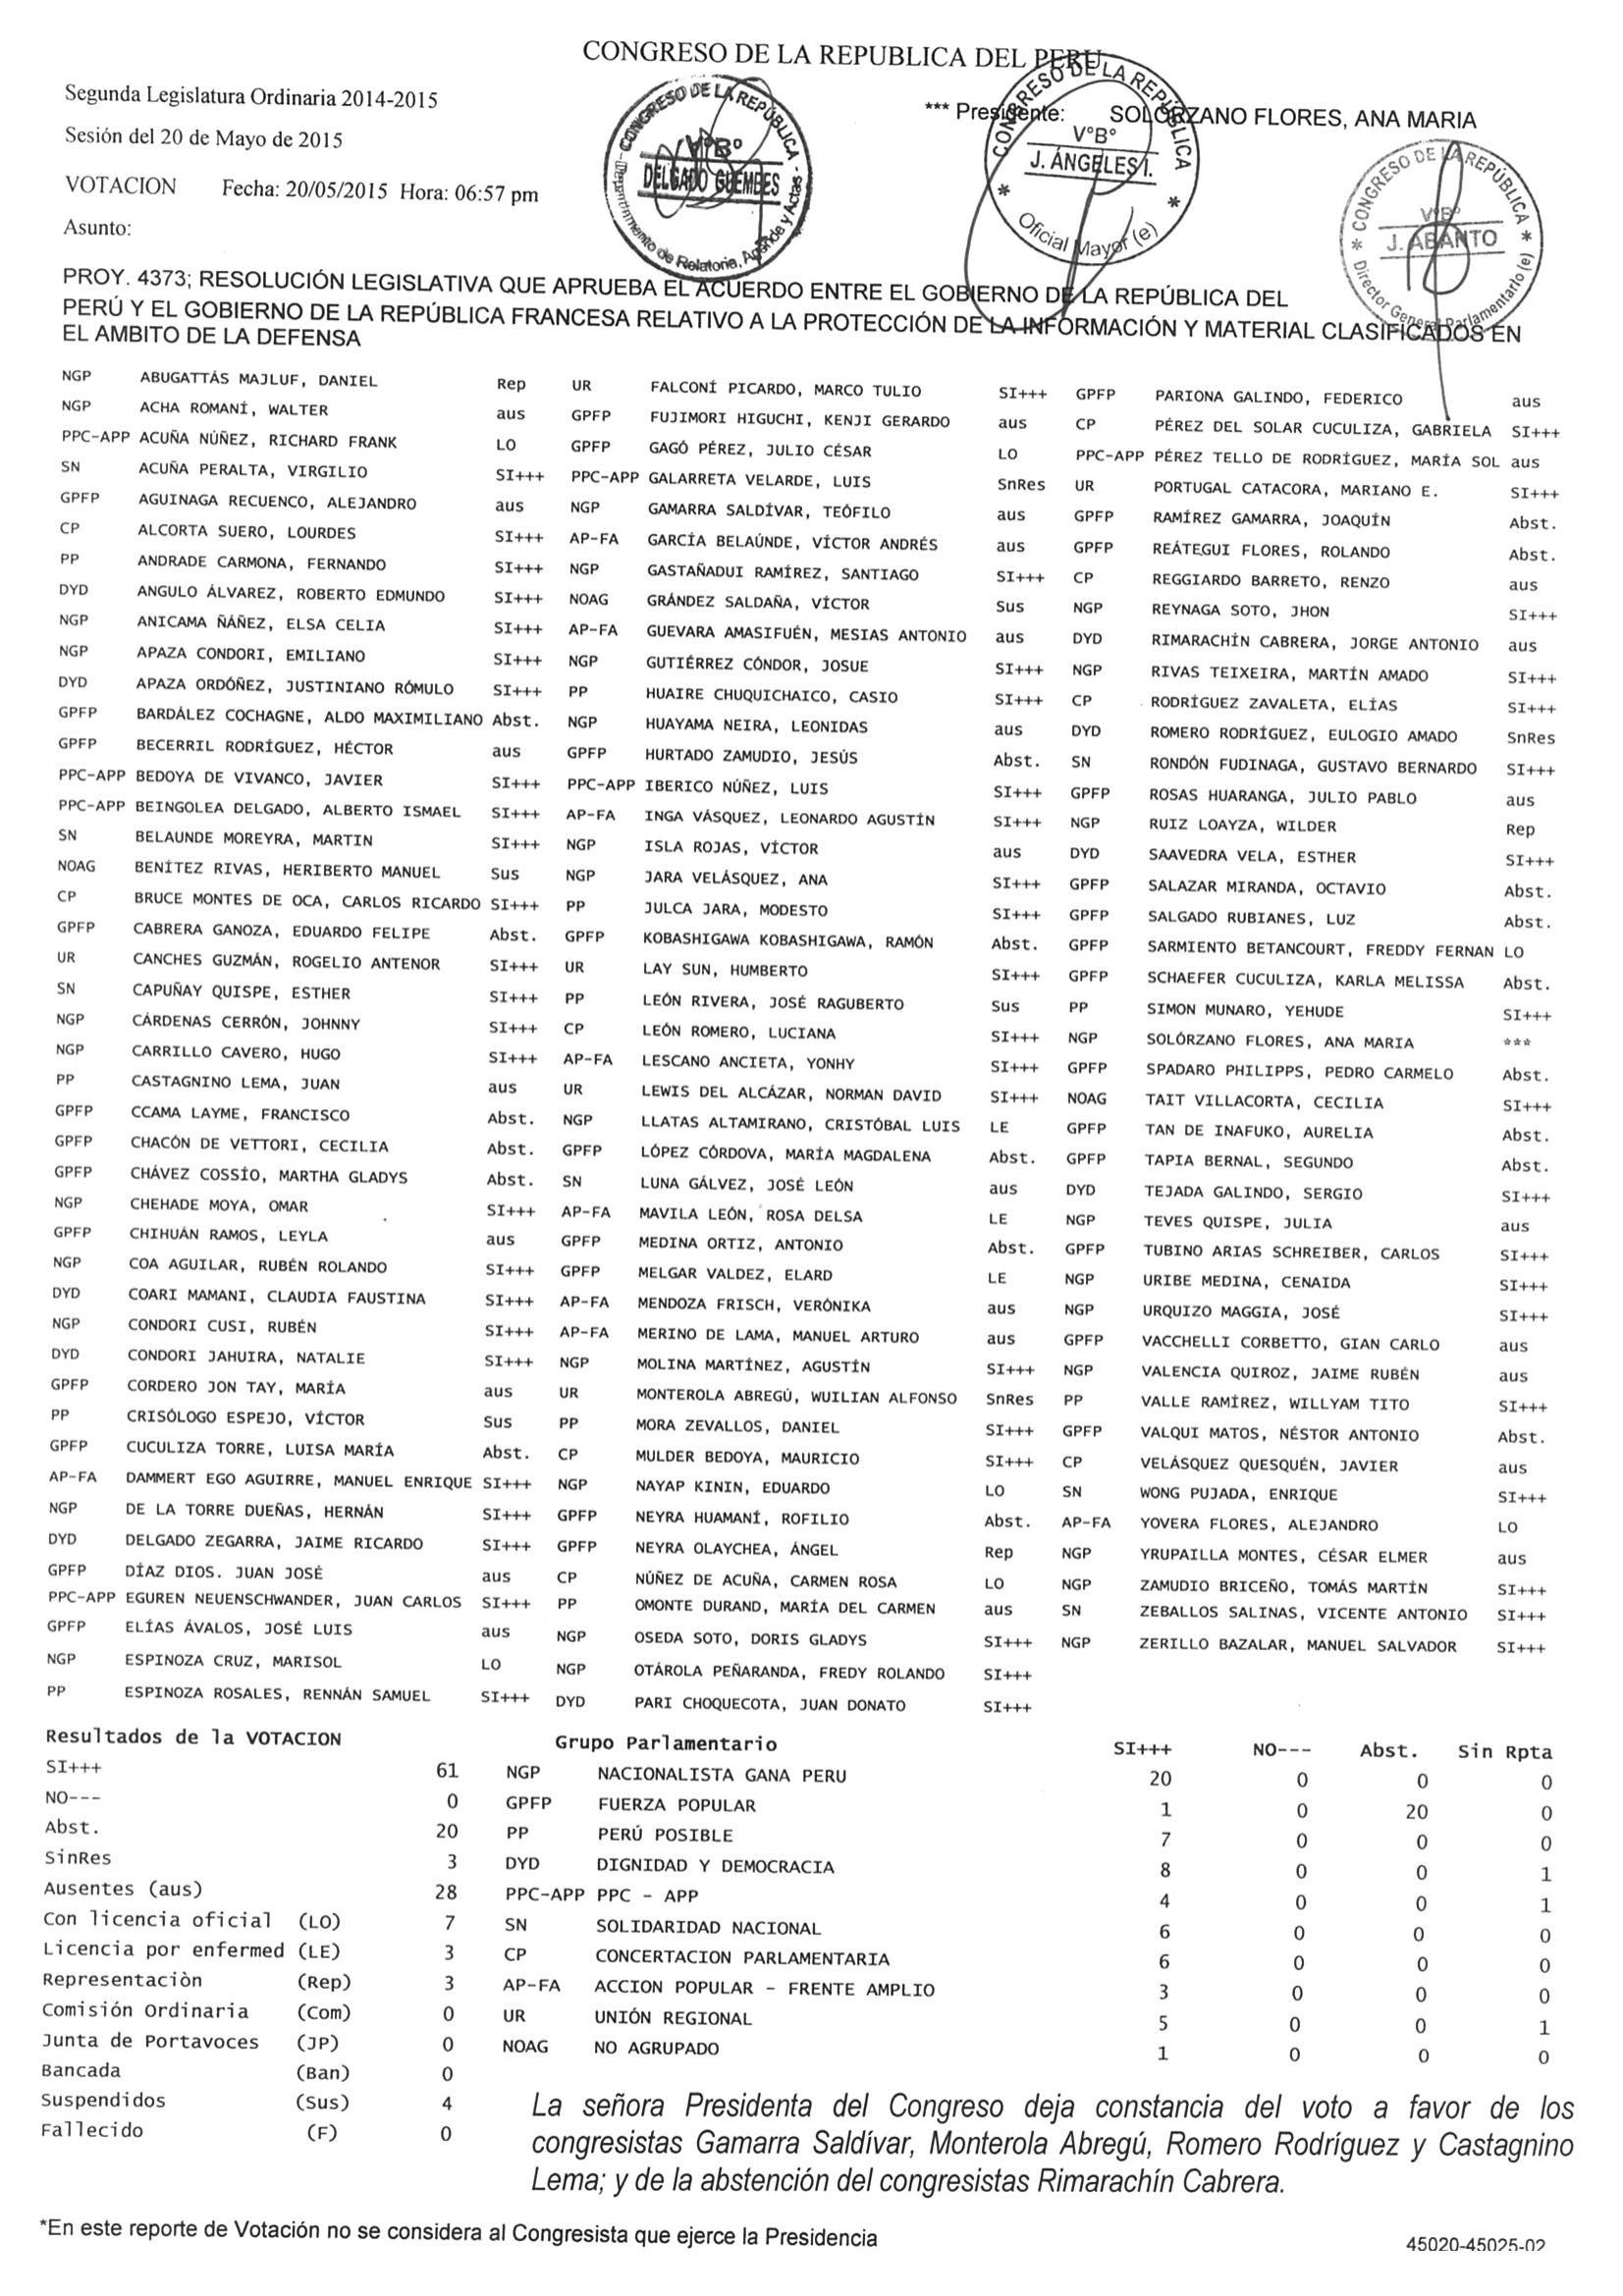 CONGRESO DE LA REPUBLICA DEL PERU
Segunda Legislatura Ordinaria 2014-2015
*** Presidente: SOLÓRZANO FLORES, ANA MARIA
Sesión del 20 de Mayo de 2015
VOTACION Fecha: 20/05/2015 Hora: 06:57 pm
Asunto:
CONGRESO DE LA REPÚBLICA
V°B°
DELGADO GUEMBES
Departamento de Relatoria, Agenda y Actas
CONGRESO DE LA REPÚBLICA
V°B°
J. ÁNGELES I.
Oficial Mayor (e)
CONGRESO DE LA REPÚBLICA
V°B°
J. ABANTO
Director General Parlamentario (e)
PROY. 4373; RESOLUCIÓN LEGISLATIVA QUE APRUEBA EL ACUERDO ENTRE EL GOBIERNO DE LA REPÚBLICA DEL
PERÚ Y EL GOBIERNO DE LA REPÚBLICA FRANCESA RELATIVO A LA PROTECCIÓN DE LA INFORMACIÓN Y MATERIAL CLASIFICADOS EN
EL AMBITO DE LA DEFENSA
NGP ABUGATTÁS MAJLUF, DANIEL Rep UR FALCONÍ PICARDO, MARCO TULIO SI+++ GPFP PARIONA GALINDO, FEDERICO aus
NGP ACHA ROMANÍ, WALTER aus GPFP FUJIMORI HIGUCHI, KENJI GERARDO aus CP PÉREZ DEL SOLAR CUCULIZA, GABRIELA SI+++
PPC-APP ACUÑA NÚÑEZ, RICHARD FRANK LO GPFP GAGÓ PÉREZ, JULIO CÉSAR LO PPC-APP PÉREZ TELLO DE RODRÍGUEZ, MARÍA SOL aus
SN ACUÑA PERALTA, VIRGILIO SI+++ PPC-APP GALARRETA VELARDE, LUIS SnRes UR PORTUGAL CATACORA, MARIANO E. SI+++
GPFP AGUINAGA RECUENCO, ALEJANDRO aus NGP GAMARRA SALDÍVAR, TEÓFILO aus GPFP RAMÍREZ GAMARRA, JOAQUÍN Abst.
CP ALCORTA SUERO, LOURDES SI+++ AP-FA GARCÍA BELAÚNDE, VÍCTOR ANDRÉS aus GPFP REÁTEGUI FLORES, ROLANDO Abst.
PP ANDRADE CARMONA, FERNANDO SI+++ NGP GASTAÑADUI RAMÍREZ, SANTIAGO SI+++ CP REGGIARDO BARRETO, RENZO aus
DYD ANGULO ÁLVAREZ, ROBERTO EDMUNDO SI+++ NOAG GRÁNDEZ SALDAÑA, VÍCTOR Sus NGP REYNAGA SOTO, JHON SI+++
NGP ANICAMA ÑÁÑEZ, ELSA CELIA SI+++ AP-FA GUEVARA AMASIFUÉN, MESIAS ANTONIO aus DYD RIMARACHÍN CABRERA, JORGE ANTONIO aus
NGP APAZA CONDORI, EMILIANO SI+++ NGP GUTIÉRREZ CÓNDOR, JOSUE SI+++ NGP RIVAS TEIXEIRA, MARTÍN AMADO SI+++
DYD APAZA ORDÓÑEZ, JUSTINIANO RÓMULO SI+++ PP HUAIRE CHUQUICHAICO, CASIO SI+++ CP RODRÍGUEZ ZAVALETA, ELÍAS SI+++
GPFP BARDÁLEZ COCHAGNE, ALDO MAXIMILIANO Abst. NGP HUAYAMA NEIRA, LEONIDAS aus DYD ROMERO RODRÍGUEZ, EULOGIO AMADO SnRes
GPFP BECERRIL RODRÍGUEZ, HÉCTOR aus GPFP HURTADO ZAMUDIO, JESÚS Abst. SN RONDÓN FUDINAGA, GUSTAVO BERNARDO SI+++
PPC-APP BEDOYA DE VIVANCO, JAVIER SI+++ PPC-APP IBERICO NÚÑEZ, LUIS SI+++ GPFP ROSAS HUARANGA, JULIO PABLO aus
PPC-APP BEINGOLEA DELGADO, ALBERTO ISMAEL SI+++ AP-FA INGA VÁSQUEZ, LEONARDO AGUSTÍN SI+++ NGP RUIZ LOAYZA, WILDER Rep
SN BELAUNDE MOREYRA, MARTIN SI+++ NGP ISLA ROJAS, VÍCTOR aus DYD SAAVEDRA VELA, ESTHER SI+++
NOAG BENÍTEZ RIVAS, HERIBERTO MANUEL Sus NGP JARA VELÁSQUEZ, ANA SI+++ GPFP SALAZAR MIRANDA, OCTAVIO Abst.
CP BRUCE MONTES DE OCA, CARLOS RICARDO SI+++ PP JULCA JARA, MODESTO SI+++ GPFP SALGADO RUBIANES, LUZ Abst.
GPFP CABRERA GANOZA, EDUARDO FELIPE Abst. GPFP KOBASHIGAWA KOBASHIGAWA, RAMÓN Abst. GPFP SARMIENTO BETANCOURT, FREDDY FERNAN LO
UR CANCHES GUZMÁN, ROGELIO ANTENOR SI+++ UR LAY SUN, HUMBERTO SI+++ GPFP SCHAEFER CUCULIZA, KARLA MELISSA Abst.
SN CAPUÑAY QUISPE, ESTHER SI+++ PP LEÓN RIVERA, JOSÉ RAGUBERTO Sus PP SIMON MUNARO, YEHUDE SI+++
NGP CÁRDENAS CERRÓN, JOHNNY SI+++ CP LEÓN ROMERO, LUCIANA SI+++ NGP SOLÓRZANO FLORES, ANA MARIA ***
NGP CARRILLO CAVERO, HUGO SI+++ AP-FA LESCANO ANCIETA, YONHY SI+++ GPFP SPADARO PHILIPPS, PEDRO CARMELO Abst.
PP CASTAGNINO LEMA, JUAN aus UR LEWIS DEL ALCÁZAR, NORMAN DAVID SI+++ NOAG TAIT VILLACORTA, CECILIA SI+++
GPFP CCAMA LAYME, FRANCISCO Abst. NGP LLATAS ALTAMIRANO, CRISTÓBAL LUIS LE GPFP TAN DE INAFUKO, AURELIA Abst.
GPFP CHACÓN DE VETTORI, CECILIA Abst. GPFP LÓPEZ CÓRDOVA, MARÍA MAGDALENA Abst. GPFP TAPIA BERNAL, SEGUNDO Abst.
GPFP CHÁVEZ COSSÍO, MARTHA GLADYS Abst. SN LUNA GÁLVEZ, JOSÉ LEÓN aus DYD TEJADA GALINDO, SERGIO SI+++
NGP CHEHADE MOYA, OMAR SI+++ AP-FA MAVILA LEÓN, ROSA DELSA LE NGP TEVES QUISPE, JULIA aus
GPFP CHIHUÁN RAMOS, LEYLA aus GPFP MEDINA ORTIZ, ANTONIO Abst. GPFP TUBINO ARIAS SCHREIBER, CARLOS SI+++
NGP COA AGUILAR, RUBÉN ROLANDO SI+++ GPFP MELGAR VALDEZ, ELARD LE NGP URIBE MEDINA, CENAIDA SI+++
DYD COARI MAMANI, CLAUDIA FAUSTINA SI+++ AP-FA MENDOZA FRISCH, VERÓNIKA aus NGP URQUIZO MAGGIA, JOSÉ SI+++
NGP CONDORI CUSI, RUBÉN SI+++ AP-FA MERINO DE LAMA, MANUEL ARTURO aus GPFP VACCHELLI CORBETTO, GIAN CARLO aus
DYD CONDORI JAHUIRA, NATALIE SI+++ NGP MOLINA MARTÍNEZ, AGUSTÍN SI+++ NGP VALENCIA QUIROZ, JAIME RUBÉN aus
GPFP CORDERO JON TAY, MARÍA aus UR MONTEROLA ABREGÚ, WUILIAN ALFONSO SnRes PP VALLE RAMÍREZ, WILLYAM TITO SI+++
PP CRISÓLOGO ESPEJO, VÍCTOR Sus PP MORA ZEVALLOS, DANIEL SI+++ GPFP VALQUI MATOS, NÉSTOR ANTONIO Abst.
GPFP CUCULIZA TORRE, LUISA MARÍA Abst. CP MULDER BEDOYA, MAURICIO SI+++ CP VELÁSQUEZ QUESQUÉN, JAVIER aus
AP-FA DAMMERT EGO AGUIRRE, MANUEL ENRIQUE SI+++ NGP NAYAP KININ, EDUARDO LO SN WONG PUJADA, ENRIQUE SI+++
NGP DE LA TORRE DUEÑAS, HERNÁN SI+++ GPFP NEYRA HUAMANÍ, ROFILIO Abst. AP-FA YOVERA FLORES, ALEJANDRO LO
DYD DELGADO ZEGARRA, JAIME RICARDO SI+++ GPFP NEYRA OLAYCHEA, ÁNGEL Rep NGP YRUPAILLA MONTES, CÉSAR ELMER aus
GPFP DÍAZ DIOS. JUAN JOSÉ aus CP NÚÑEZ DE ACUÑA, CARMEN ROSA LO NGP ZAMUDIO BRICEÑO, TOMÁS MARTÍN SI+++
PPC-APP EGUREN NEUENSCHWANDER, JUAN CARLOS SI+++ PP OMONTE DURAND, MARÍA DEL CARMEN aus SN ZEBALLOS SALINAS, VICENTE ANTONIO SI+++
GPFP ELÍAS ÁVALOS, JOSÉ LUIS aus NGP OSEDA SOTO, DORIS GLADYS SI+++ NGP ZERILLO BAZALAR, MANUEL SALVADOR SI+++
NGP ESPINOZA CRUZ, MARISOL LO NGP OTÁROLA PEÑARANDA, FREDY ROLANDO SI+++
PP ESPINOZA ROSALES, RENNÁN SAMUEL SI+++ DYD PARI CHOQUECOTA, JUAN DONATO SI+++
Resultados de la VOTACION Grupo Parlamentario SI+++ NO--- Abst. Sin Rpta
SI+++ 61 NGP NACIONALISTA GANA PERU 20 0 0 0
NO--- 0 GPFP FUERZA POPULAR 1 0 20 0
Abst. 20 PP PERÚ POSIBLE 7 0 0 0
SinRes 3 DYD DIGNIDAD Y DEMOCRACIA 8 0 0 1
Ausentes (aus) 28 PPC-APP PPC - APP 4 0 0 1
Con licencia oficial (LO) 7 SN SOLIDARIDAD NACIONAL 6 0 0 0
Licencia por enfermed (LE) 3 CP CONCERTACION PARLAMENTARIA 6 0 0 0
Representaciòn (Rep) 3 AP-FA ACCION POPULAR - FRENTE AMPLIO 3 0 0 0
Comisión Ordinaria (Com) 0 UR UNIÓN REGIONAL 5 0 0 1
Junta de Portavoces (JP) 0 NOAG NO AGRUPADO 1 0 0 0
Bancada (Ban) 0
Suspendidos (Sus) 4
Fallecido (F) 0
La señora Presidenta del Congreso deja constancia del voto a favor de los
congresistas Gamarra Saldívar, Monterola Abregú, Romero Rodríguez y Castagnino
Lema; y de la abstención del congresistas Rimarachín Cabrera.
*En este reporte de Votación no se considera al Congresista que ejerce la Presidencia
45020-45025-02